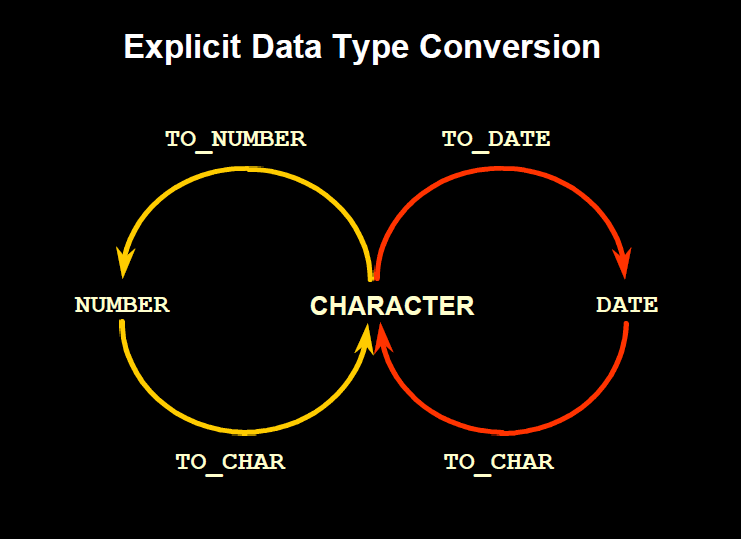 Explicit Data Type Conversion
TO_NUMBER TO_DATE
NUMBER CHARACTER DATE
TO_CHAR TO_CHAR